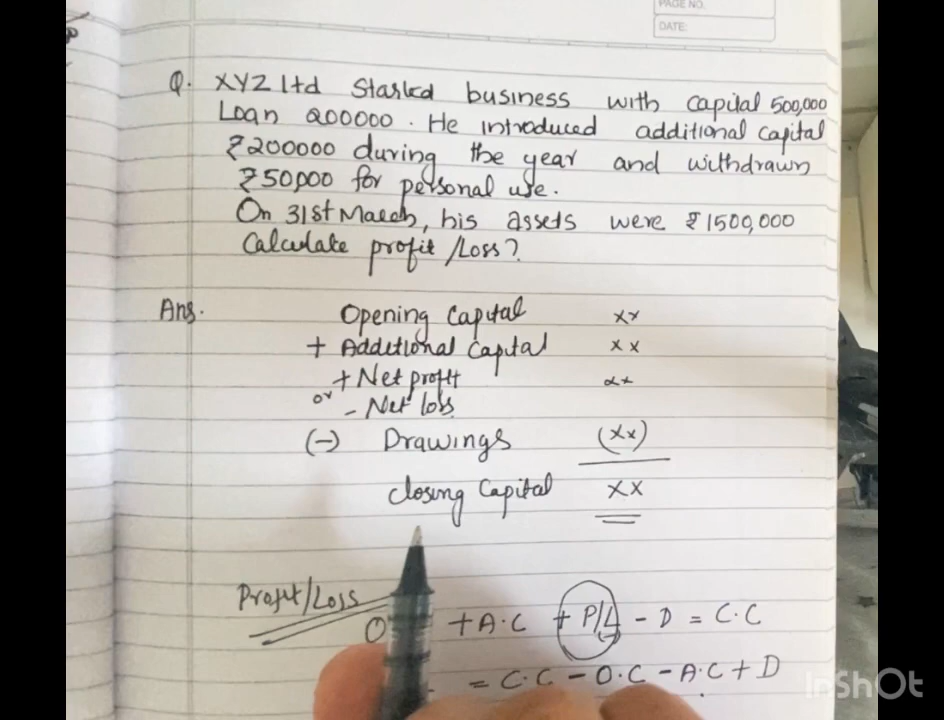 PAGE NO.
DATE:
Q. XYZ ltd Started business with capital 500,000
Loan 200000. He introduced additional capital
₹200000 during the year and withdrawn
₹50,000 for personal use.
On 31st March, his assets were ₹1500,000
Calculate profit /Loss?
Ans. Opening Capital xx
+ Additional Capital xx
+ Net profit xx
or - Net loss
(-) Drawings (xx)
closing Capital xx
Profit/Loss
O + A.C + P/L - D = C.C
= C.C - O.C - A.C + D
InShOt